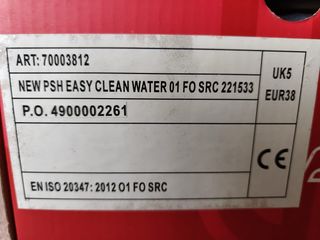 ART: 70003812
NEW PSH EASY CLEAN WATER 01 FO SRC 221533
P.O. 4900002261
UK5
EUR38
CE
EN ISO 20347: 2012 O1 FO SRC